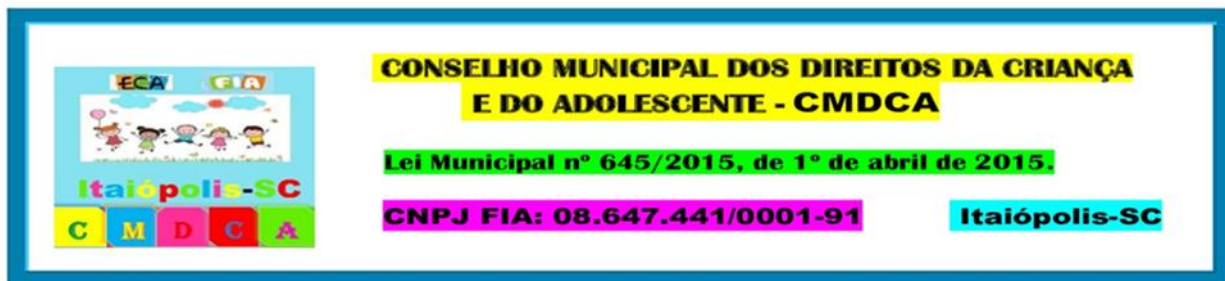 ECA FIA
Itaiópolis-SC
C M D C A
CONSELHO MUNICIPAL DOS DIREITOS DA CRIANÇA
E DO ADOLESCENTE - CMDCA
Lei Municipal nº 645/2015, de 1º de abril de 2015.
CNPJ FIA: 08.647.441/0001-91 Itaiópolis-SC